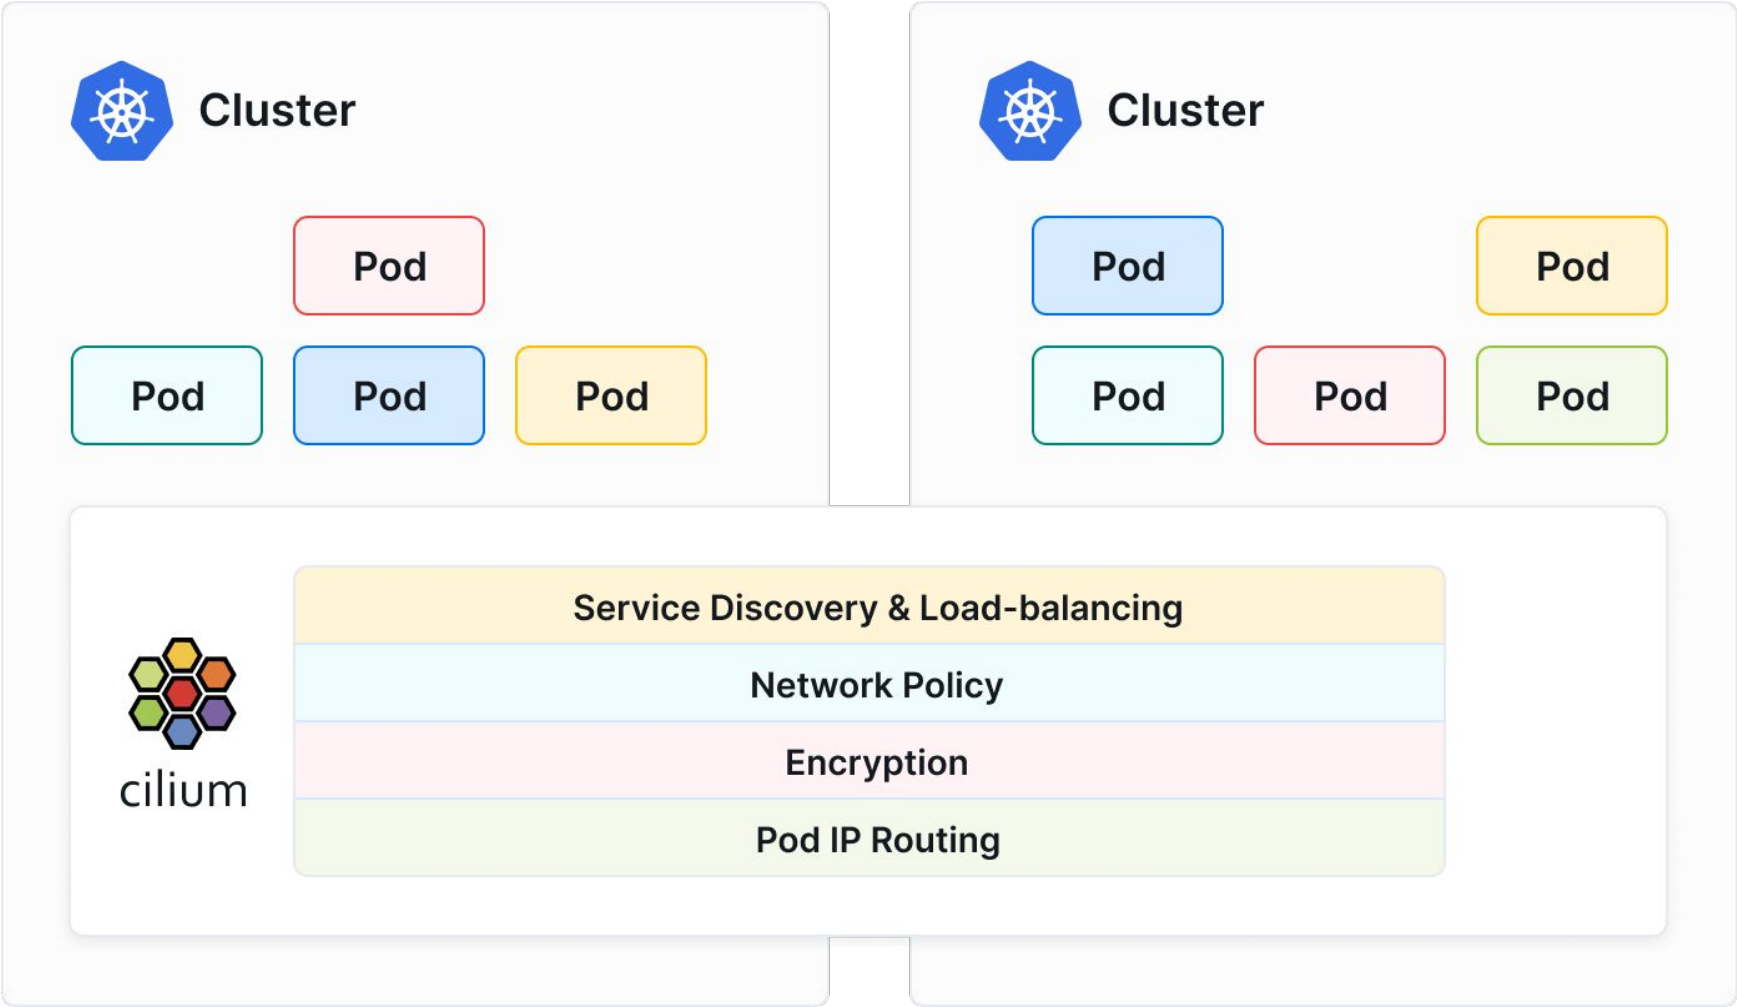 Cluster
Pod
Pod Pod Pod
Cluster
Pod Pod
Pod Pod Pod
cilium
Service Discovery & Load-balancing
Network Policy
Encryption
Pod IP Routing